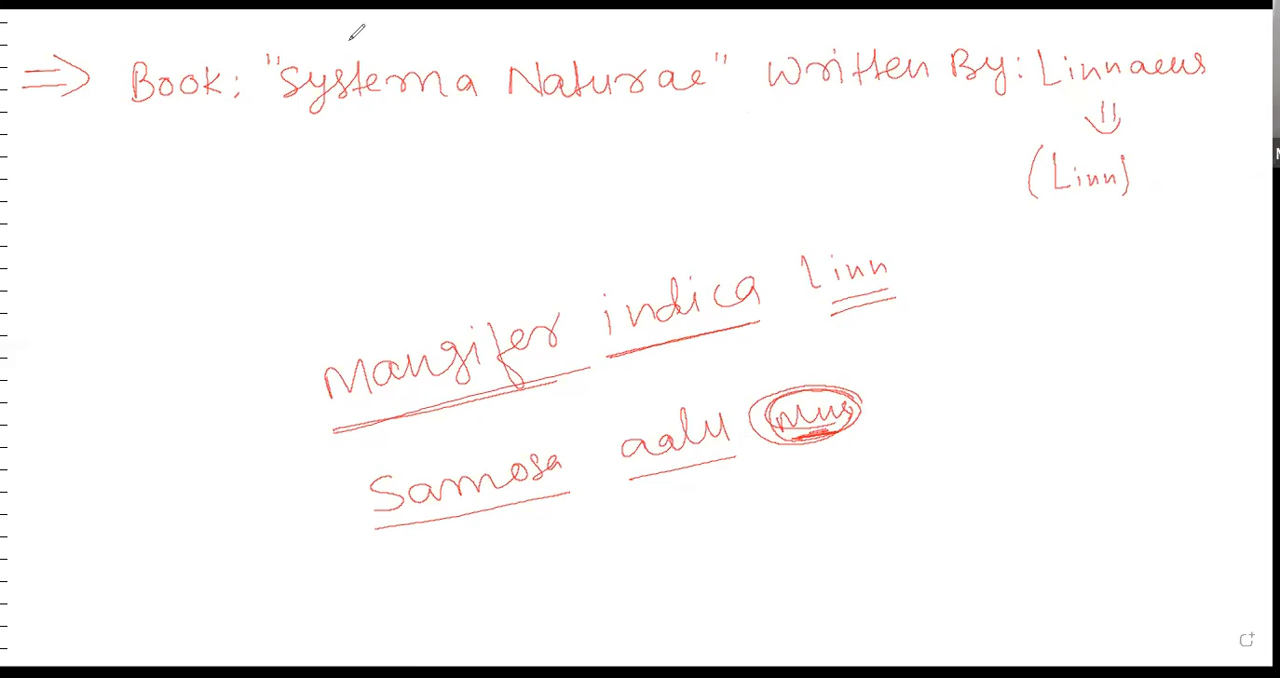 ⇒ Book: "Systema Naturae" Written By: Linnaeus
(Linn)
Mangifer indica Linn
Samosa aalu